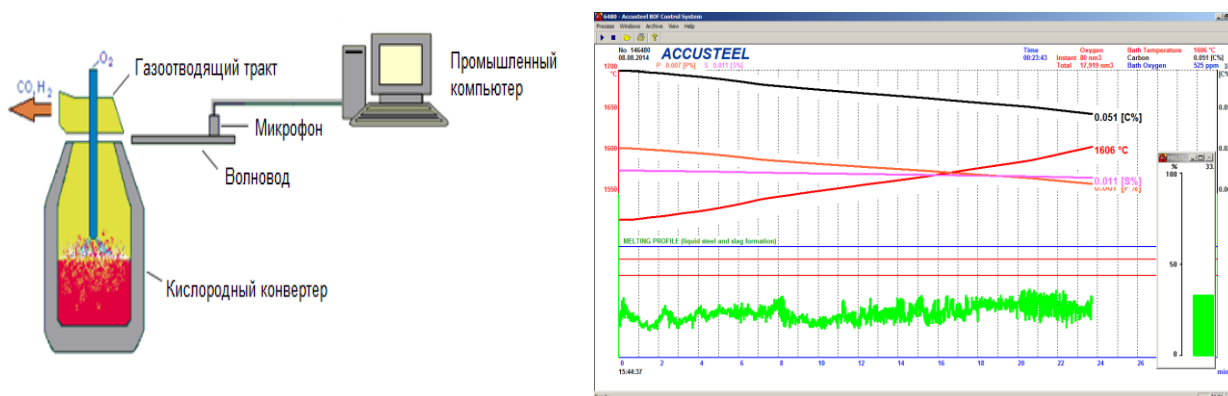 O₂
Газоотводящий тракт
CO,H₂
Микрофон
Волновод
Кислородный конвертер
Промышленный
компьютер
6480 - Accusteel BOF Control System
Process Windows Archive View Help
No 146480
08.08.2014
ACCUSTEEL
P 0.007 [P%] S 0.011 [S%]
Time
00:23:43
Oxygen
Instant 80 nm3
Total 17,919 nm3
Bath Temperature 1606 °C
Carbon 0.051 [C%]
Bath Oxygen 525 ppm
1700
°C
1650
1600
1550
0.051 [C%]
1606 °C
0.011 [S%]
MELTING PROFILE (liquid steel and slag formation)
% 33.
100
50
0
0 2 4 6 8 10 12 14 16 18 20 22 24 26
15:44:37